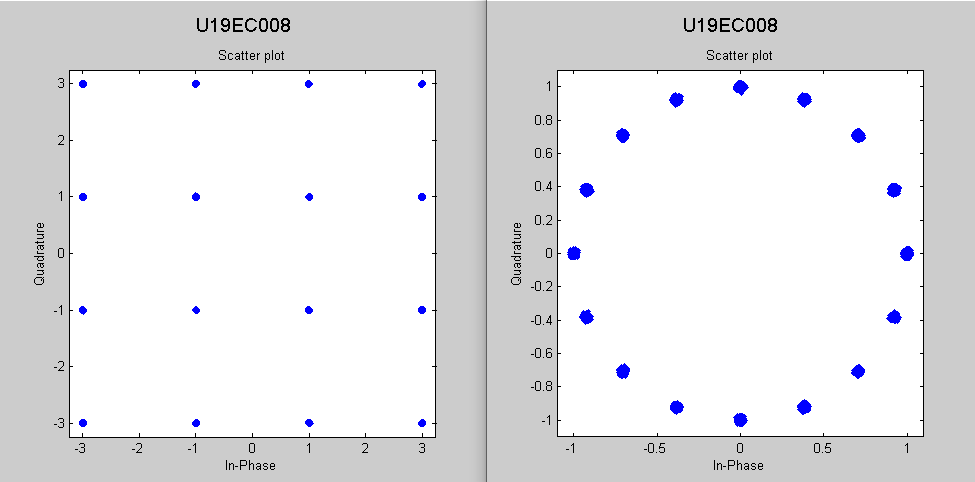 U19EC008
Scatter plot
3
2
1
0
-1
-2
-3
Quadrature
-3 -2 -1 0 1 2 3
In-Phase
U19EC008
Scatter plot
1
0.8
0.6
0.4
0.2
0
-0.2
-0.4
-0.6
-0.8
-1
Quadrature
-1 -0.5 0 0.5 1
In-Phase